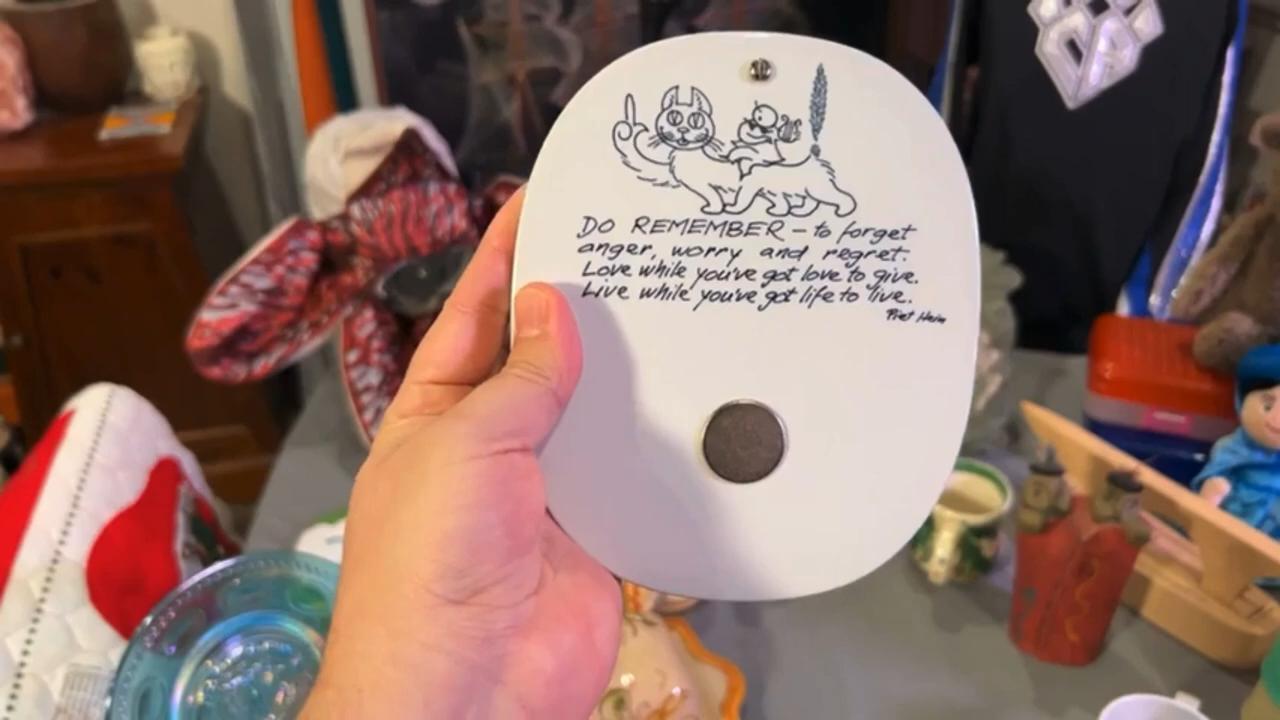 DO REMEMBER – to forget
anger, worry and regret.
Love while you've got love to give.
Live while you've got life to live.
Piet Hein